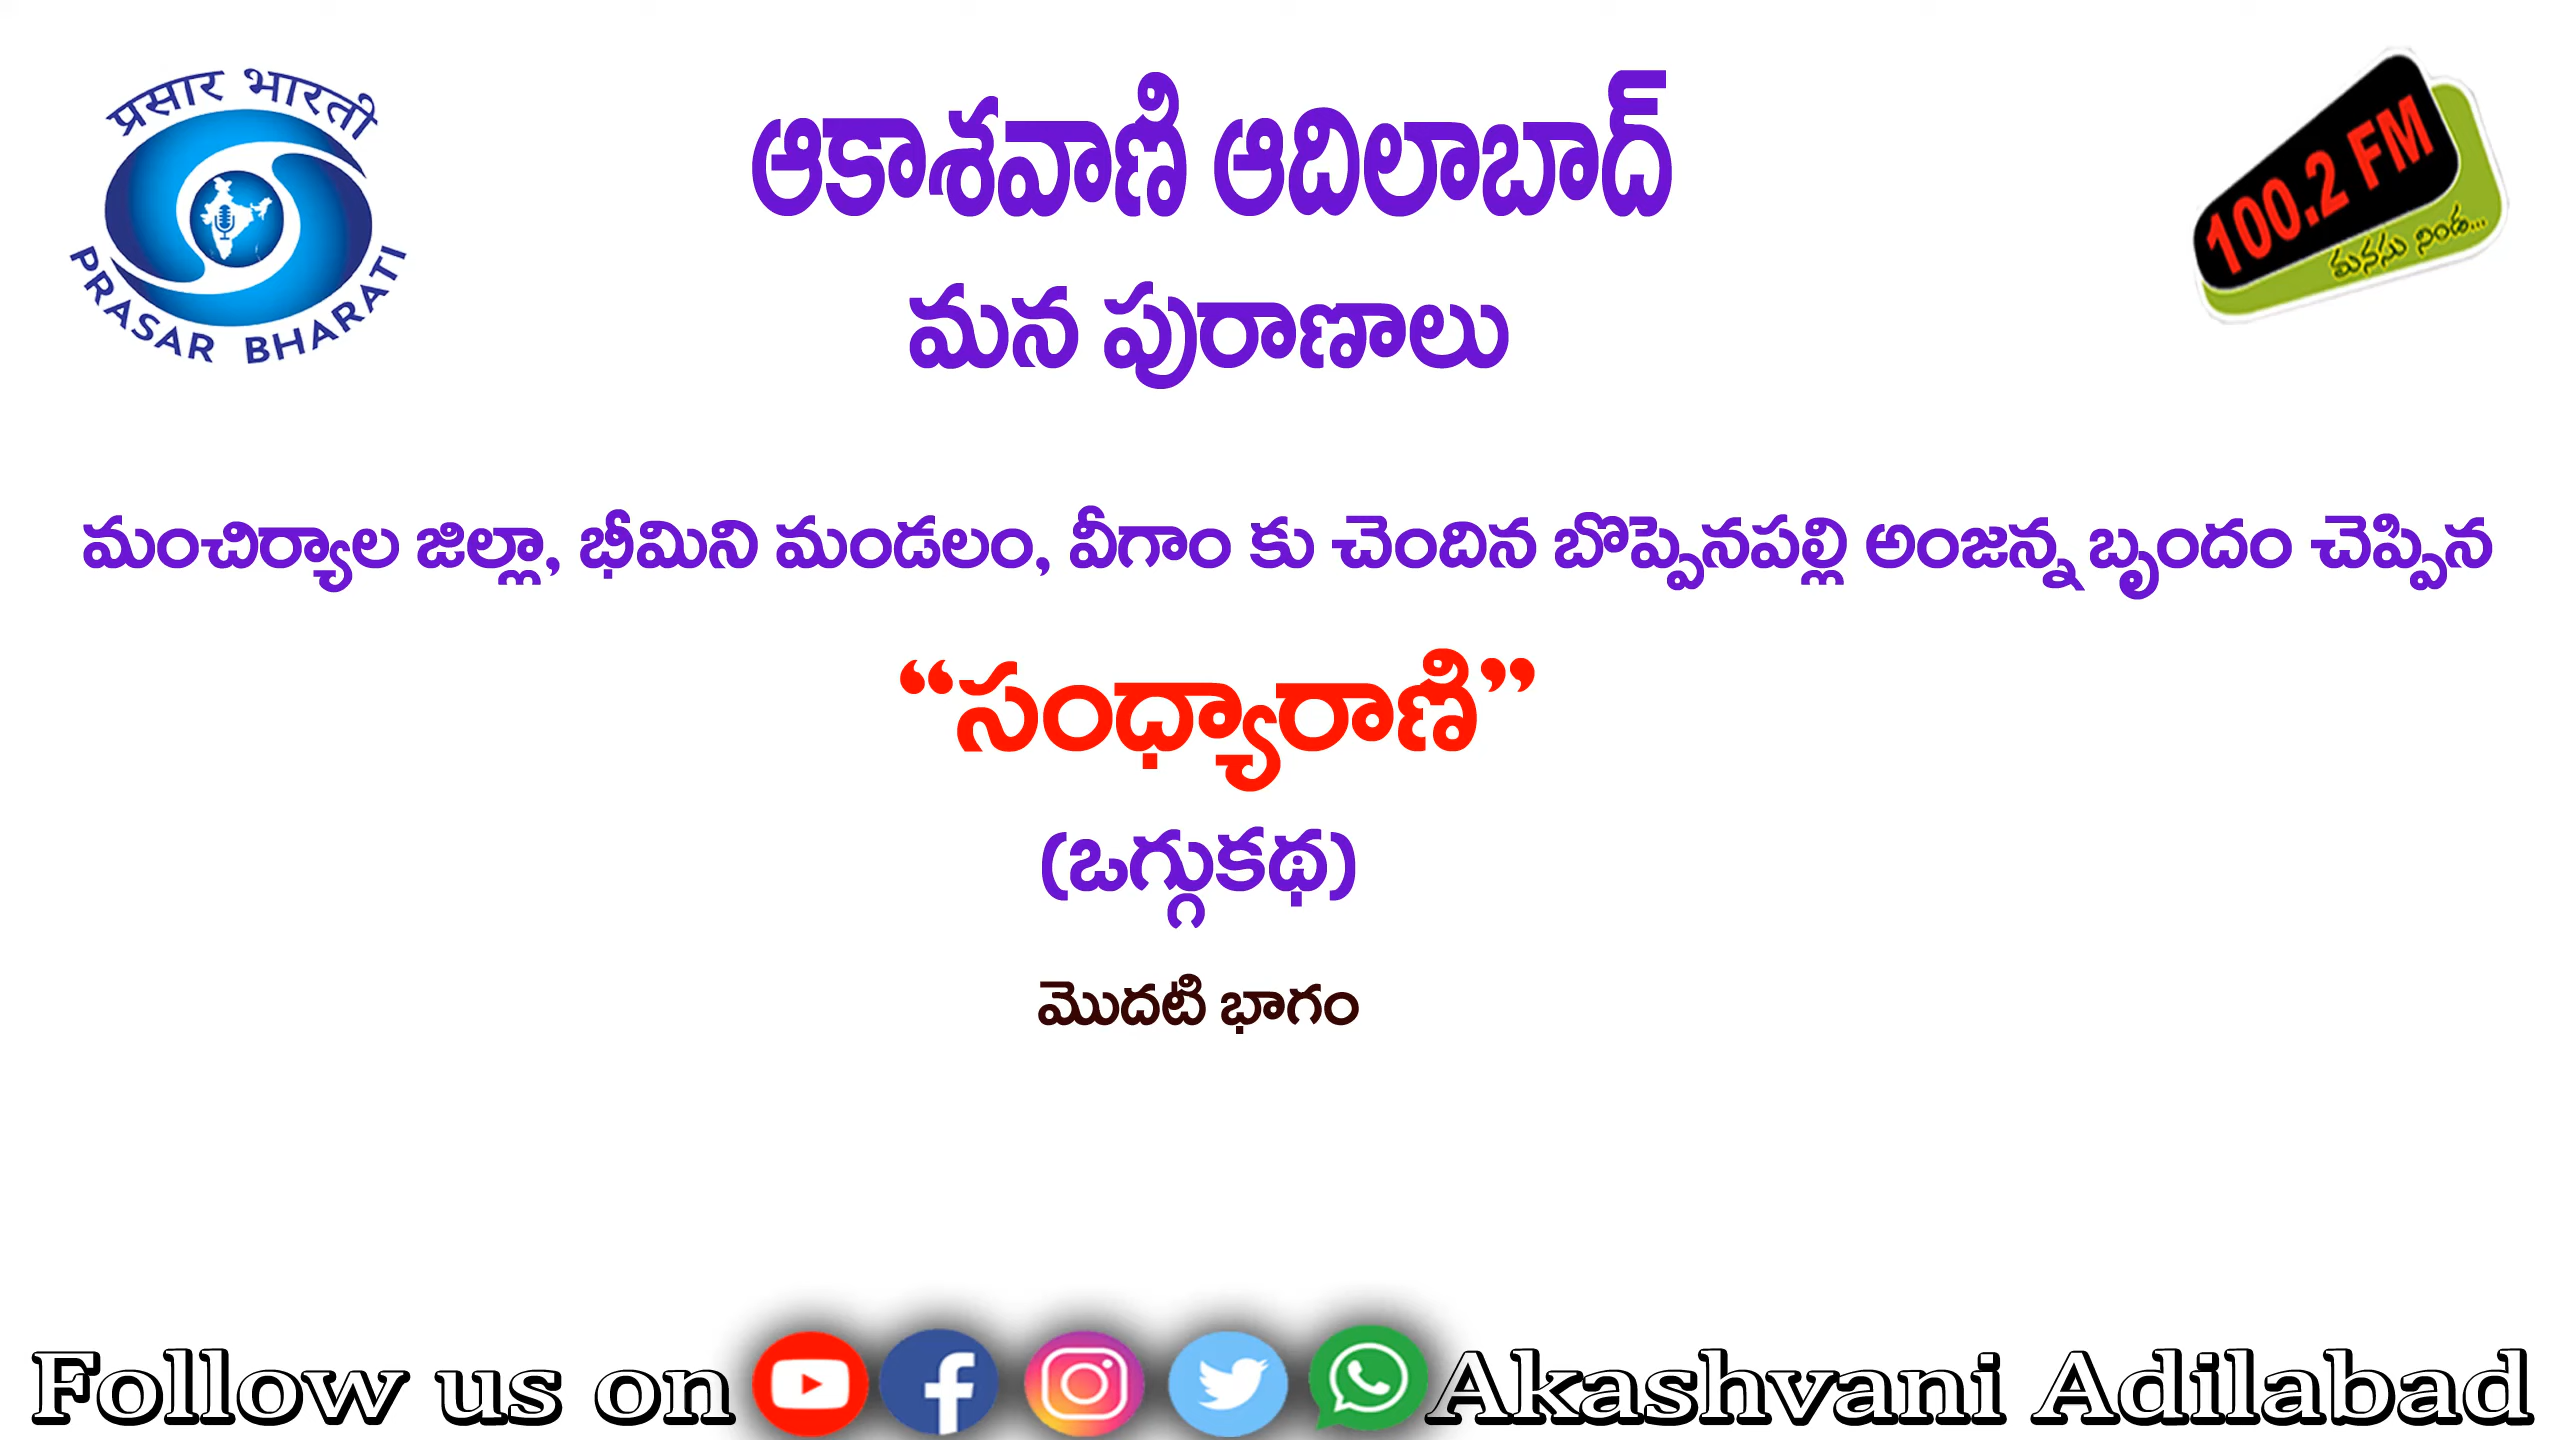 प्रसार भारती
PRASAR BHARATI
ఆకాశవాణి ఆదిలాబాద్
100.2 FM
మనసు నిండ...
మన పురాణాలు
మంచిర్యాల జిల్లా, భీమిని మండలం, వీగాం కు చెందిన బొప్పెనపల్లి అంజన్న బృందం చెప్పిన
“సంధ్యారాణి”
(ఒగ్గుకథ)
మొదటి భాగం
Follow us on Akashvani Adilabad